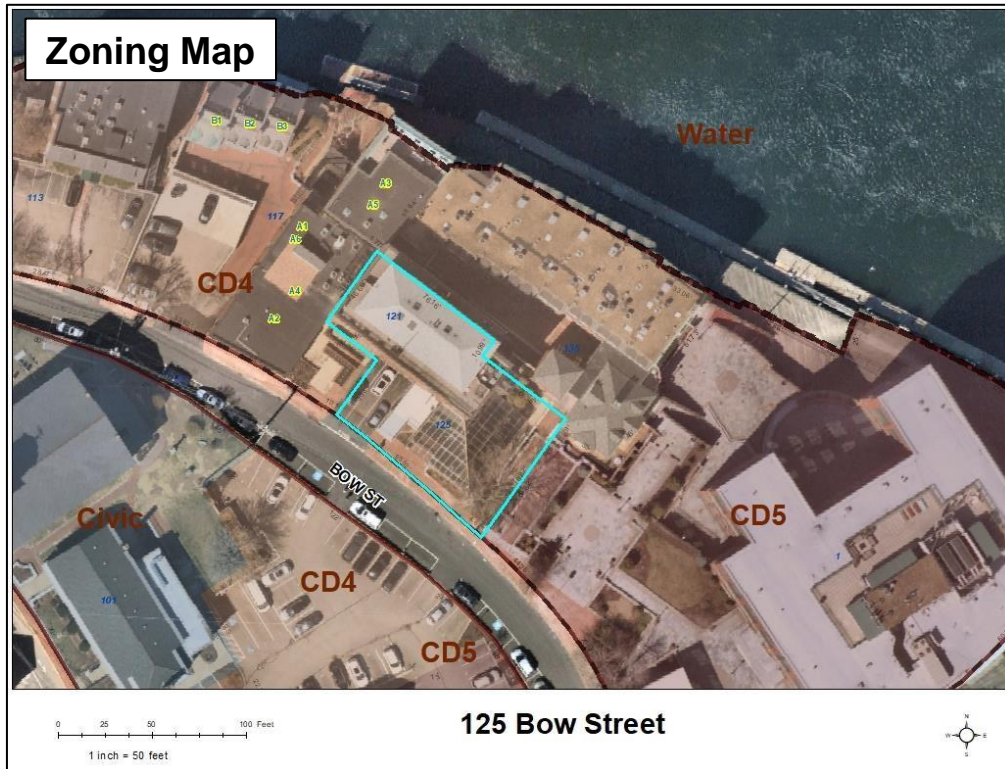 Zoning Map
Water
B1
B2
B3
113
A3
A5
117
A1
A6
CD4
A4
A2
121
76.16'
135
125
BOW ST
CD5
1
Civic
CD4
101
CD5
0 25 50 100 Feet
1 inch = 50 feet
125 Bow Street
N
W
E
S